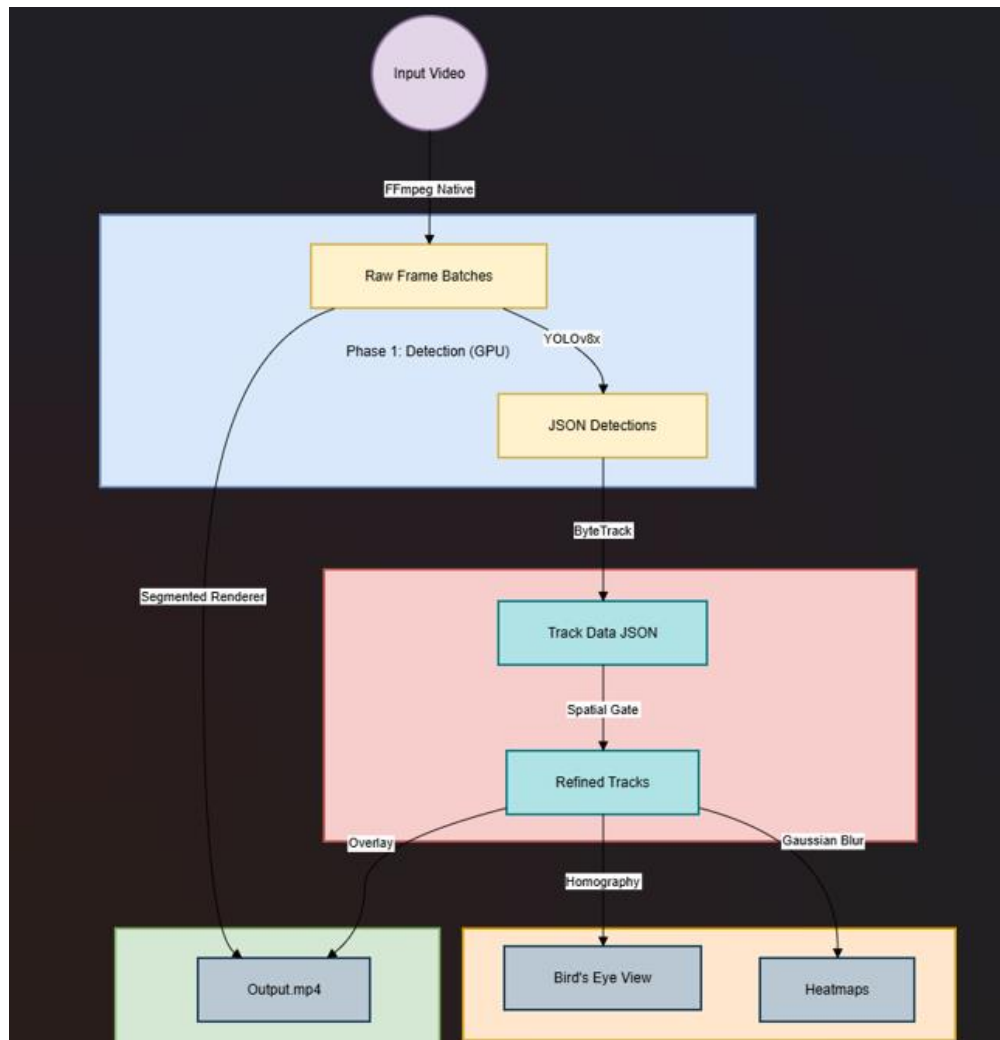 Input Video
FFmpeg Native
Raw Frame Batches
YOLOv8x
Phase 1: Detection (GPU)
JSON Detections
ByteTrack
Segmented Renderer
Track Data JSON
Spatial Gate
Refined Tracks
Overlay
Gaussian Blur
Homography
Output.mp4
Bird's Eye View
Heatmaps